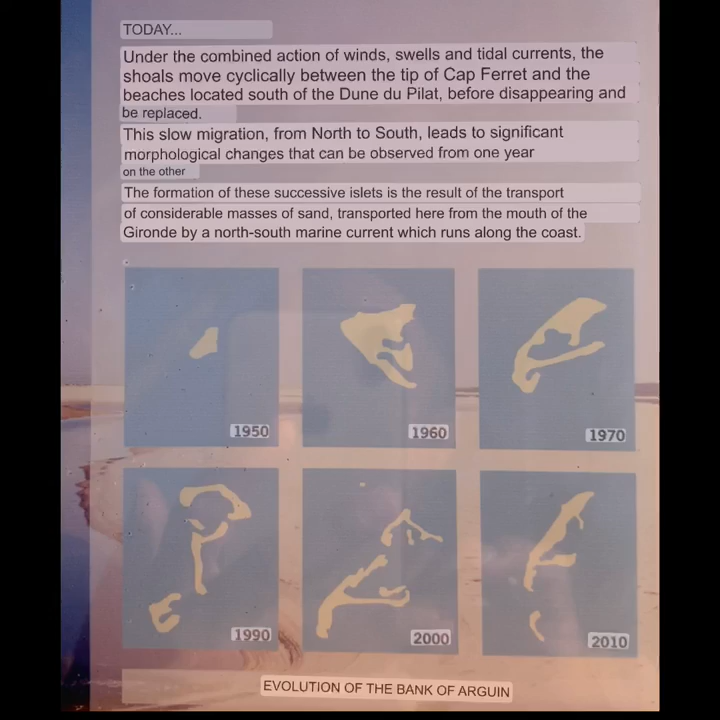 TODAY...
Under the combined action of winds, swells and tidal currents, the
shoals move cyclically between the tip of Cap Ferret and the
beaches located south of the Dune du Pilat, before disappearing and
be replaced.
This slow migration, from North to South, leads to significant
morphological changes that can be observed from one year
on the other
The formation of these successive islets is the result of the transport
of considerable masses of sand, transported here from the mouth of the
Gironde by a north-south marine current which runs along the coast.
1950
1960
1970
1990
2000
2010
EVOLUTION OF THE BANK OF ARGUIN